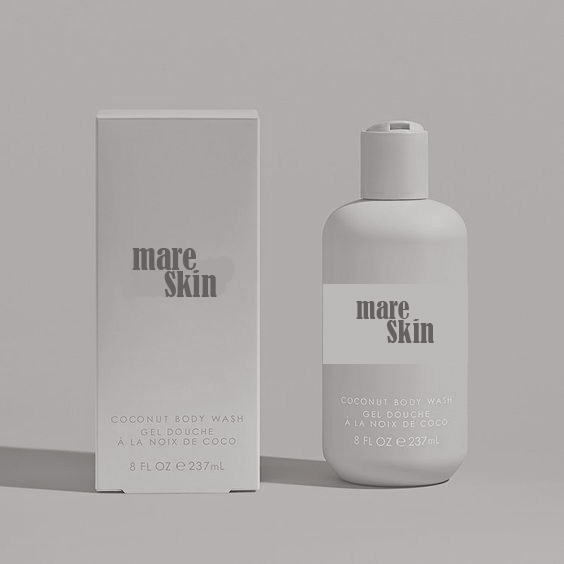 mare
Skin
COCONUT BODY WASH
GEL DOUCHE
À LA NOIX DE COCO
8 FL OZ ℮ 237mL
mare
Skin
COCONUT BODY WASH
GEL DOUCHE
À LA NOIX DE COCO
8 FL OZ ℮ 237mL